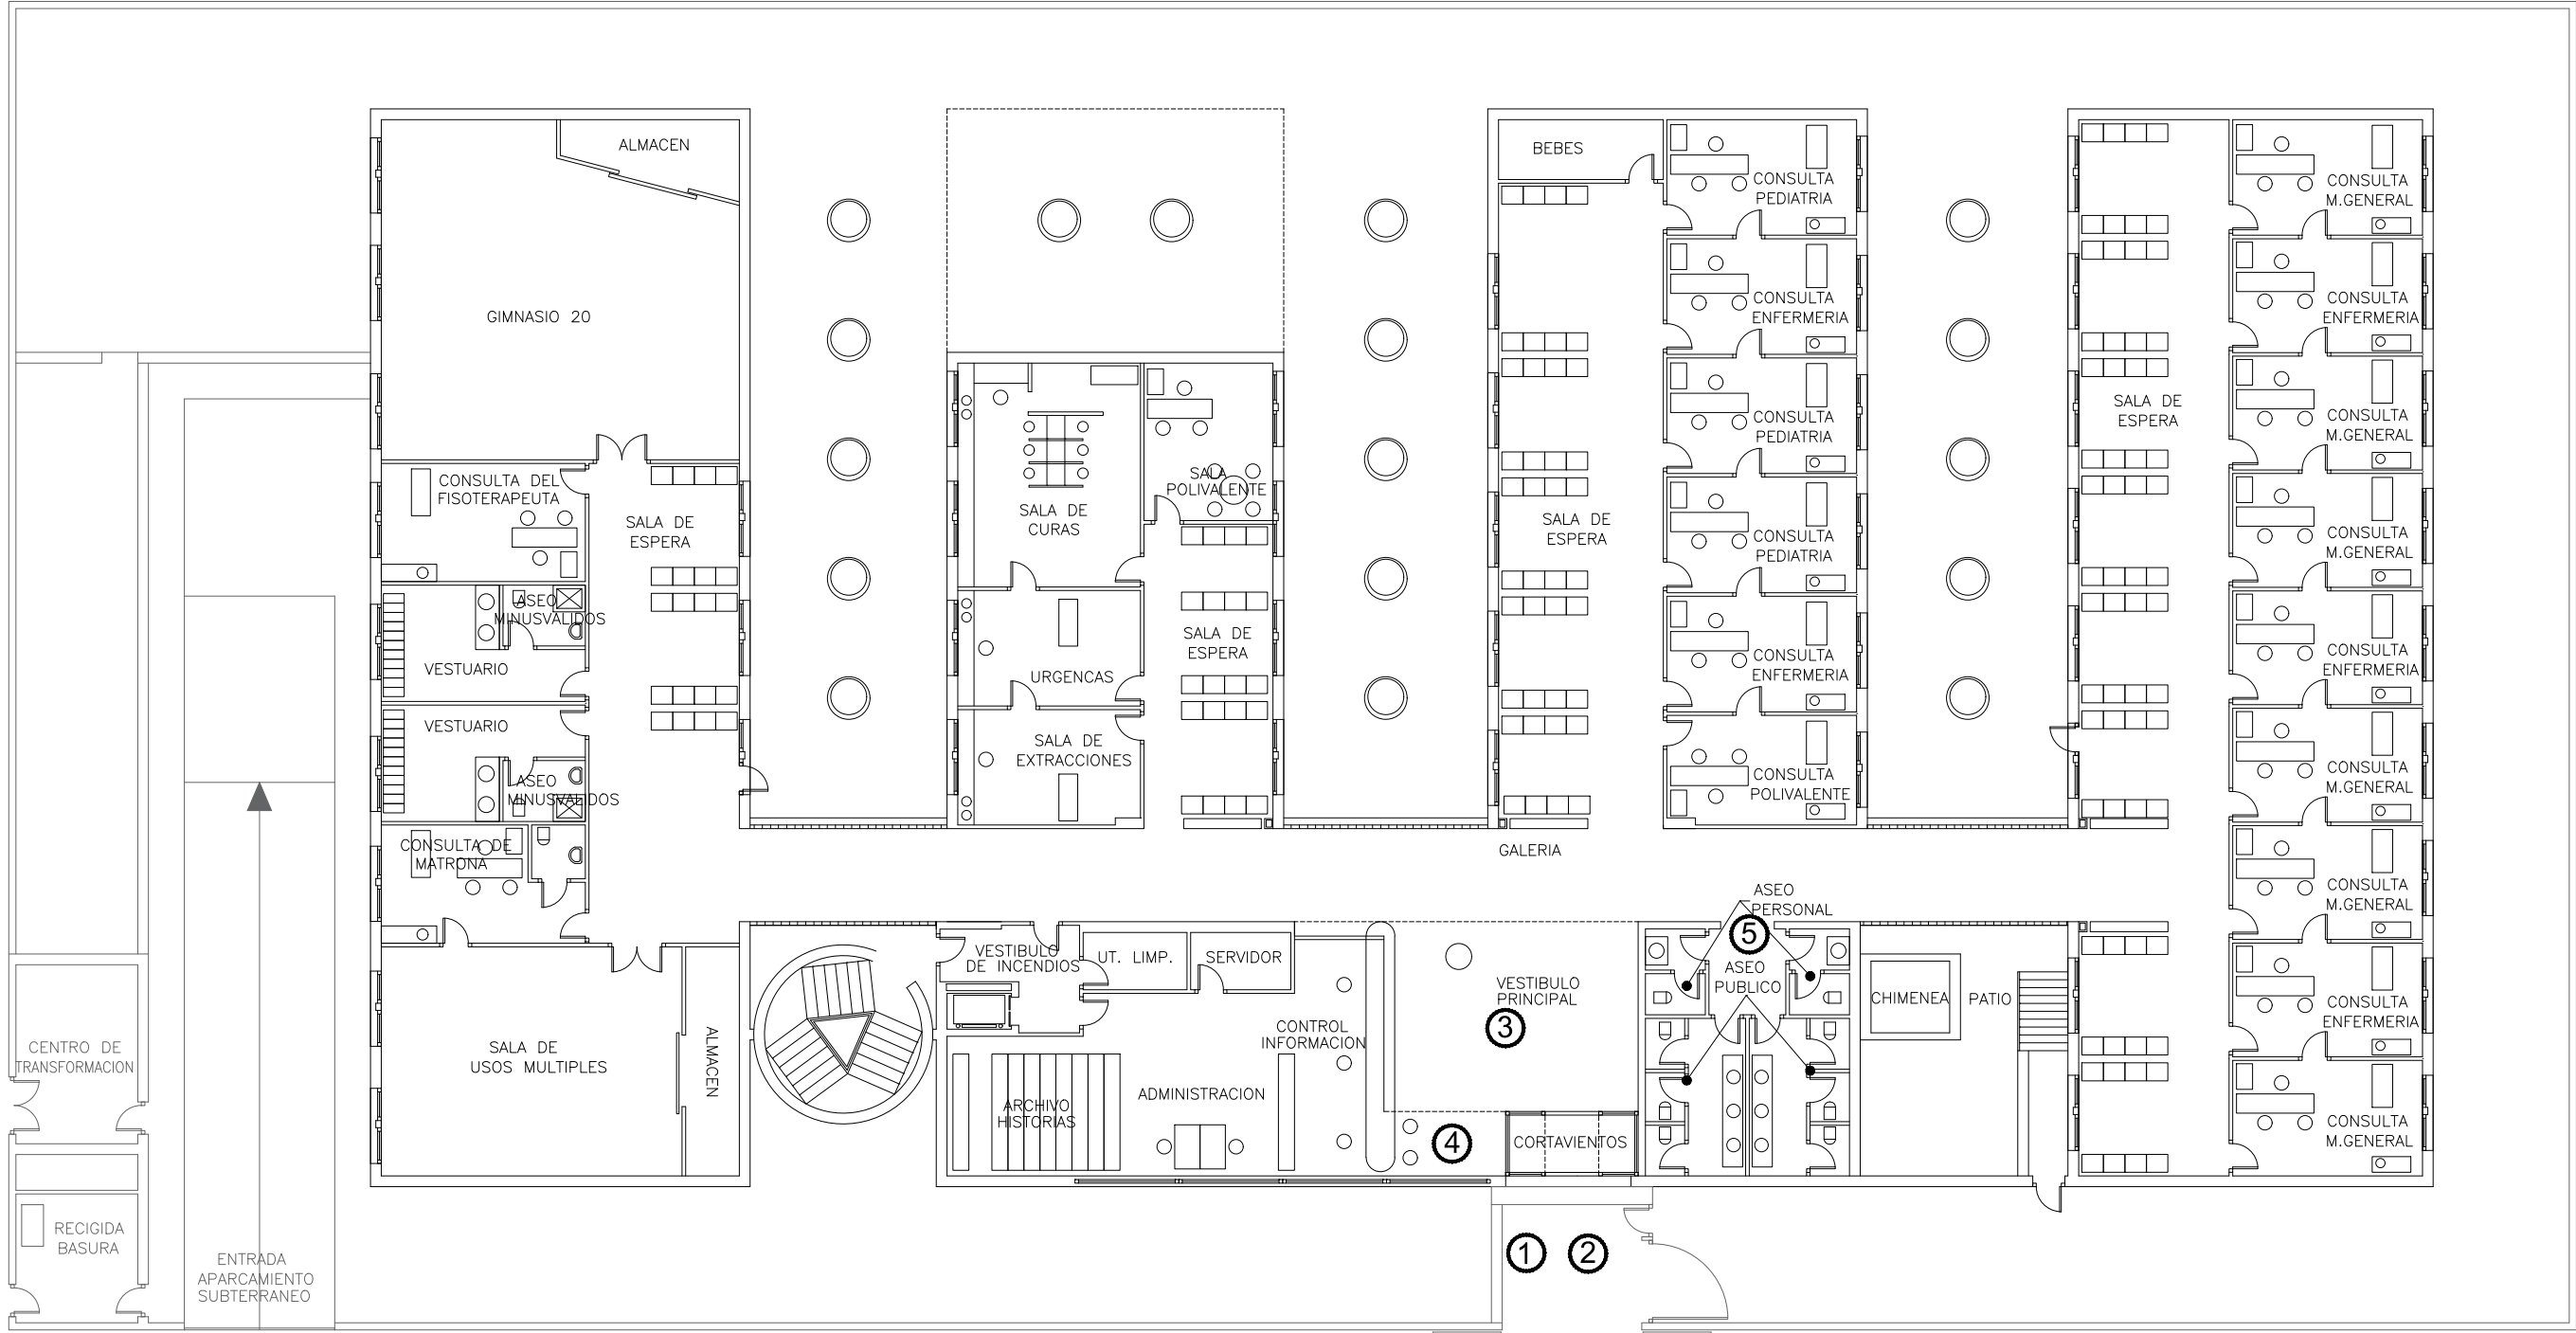 ALMACEN
GIMNASIO 20
CONSULTA DEL
FISOTERAPEUTA
SALA DE
ESPERA
ASEO
MINUSVALIDOS
VESTUARIO
VESTUARIO
ASEO
MINUSVALIDOS
CONSULTA DE
MATRONA
SALA DE
USOS MULTIPLES
ALMACEN
CENTRO DE
TRANSFORMACION
RECIGIDA
BASURA
ENTRADA
APARCAMIENTO
SUBTERRANEO
SALA DE
CURAS
SALA
POLIVALENTE
SALA DE
ESPERA
URGENCAS
SALA DE
EXTRACCIONES
VESTIBULO
DE INCENDIOS
UT. LIMP.
SERVIDOR
CONTROL
INFORMACION
ADMINISTRACION
ARCHIVO
HISTORIAS
BEBES
SALA DE
ESPERA
CONSULTA
PEDIATRIA
CONSULTA
ENFERMERIA
CONSULTA
PEDIATRIA
CONSULTA
PEDIATRIA
CONSULTA
ENFERMERIA
CONSULTA
POLIVALENTE
GALERIA
ASEO
PERSONAL
5
ASEO
PUBLICO
VESTIBULO
PRINCIPAL
3
4
CORTAVIENTOS
1
2
CHIMENEA
PATIO
SALA DE
ESPERA
CONSULTA
M.GENERAL
CONSULTA
ENFERMERIA
CONSULTA
M.GENERAL
CONSULTA
M.GENERAL
CONSULTA
ENFERMERIA
CONSULTA
M.GENERAL
CONSULTA
M.GENERAL
CONSULTA
ENFERMERIA
CONSULTA
M.GENERAL